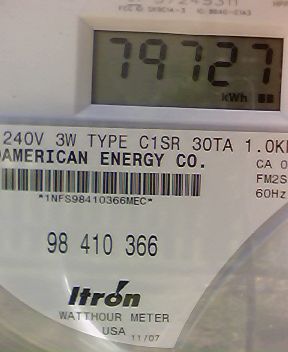 79727
kWh
240V 3W TYPE C1SR 30TA 1.0K
AMERICAN ENERGY CO.
CA 0
FM2S
60Hz
*1NFS98410366MEC*
98 410 366
Itrón
WATTHOUR METER
USA 11/07